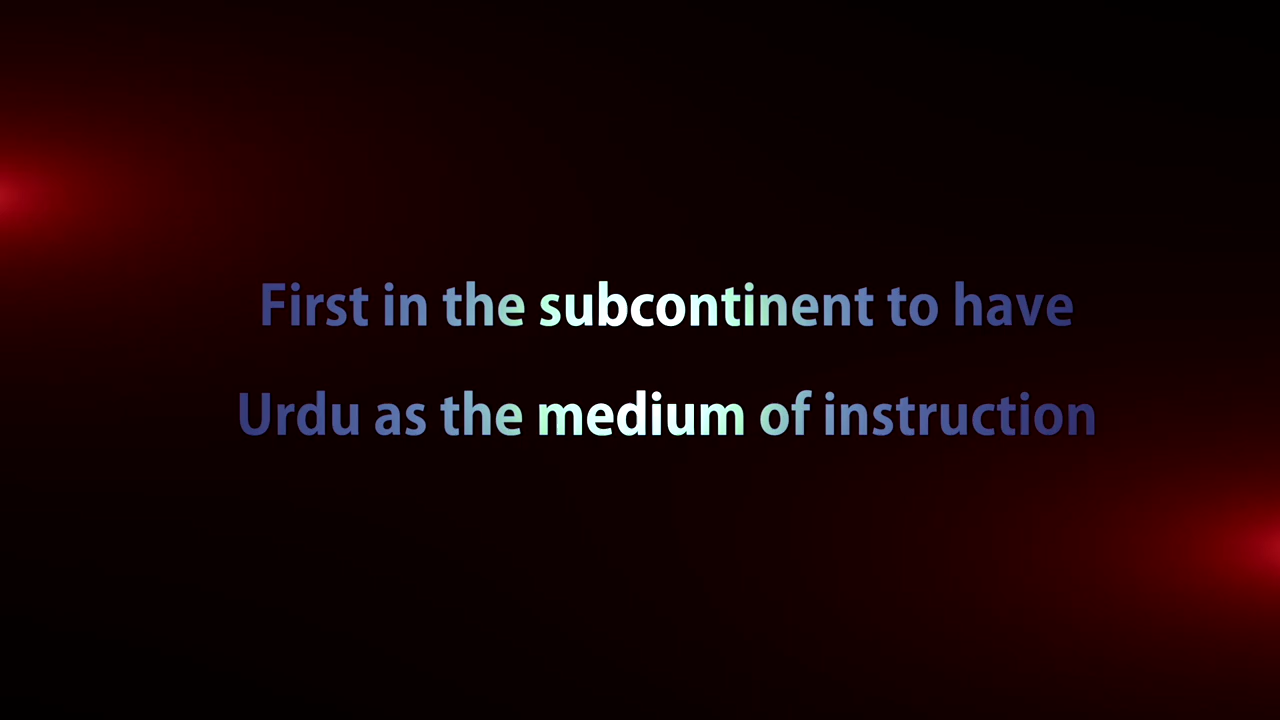 First in the subcontinent to have
Urdu as the medium of instruction